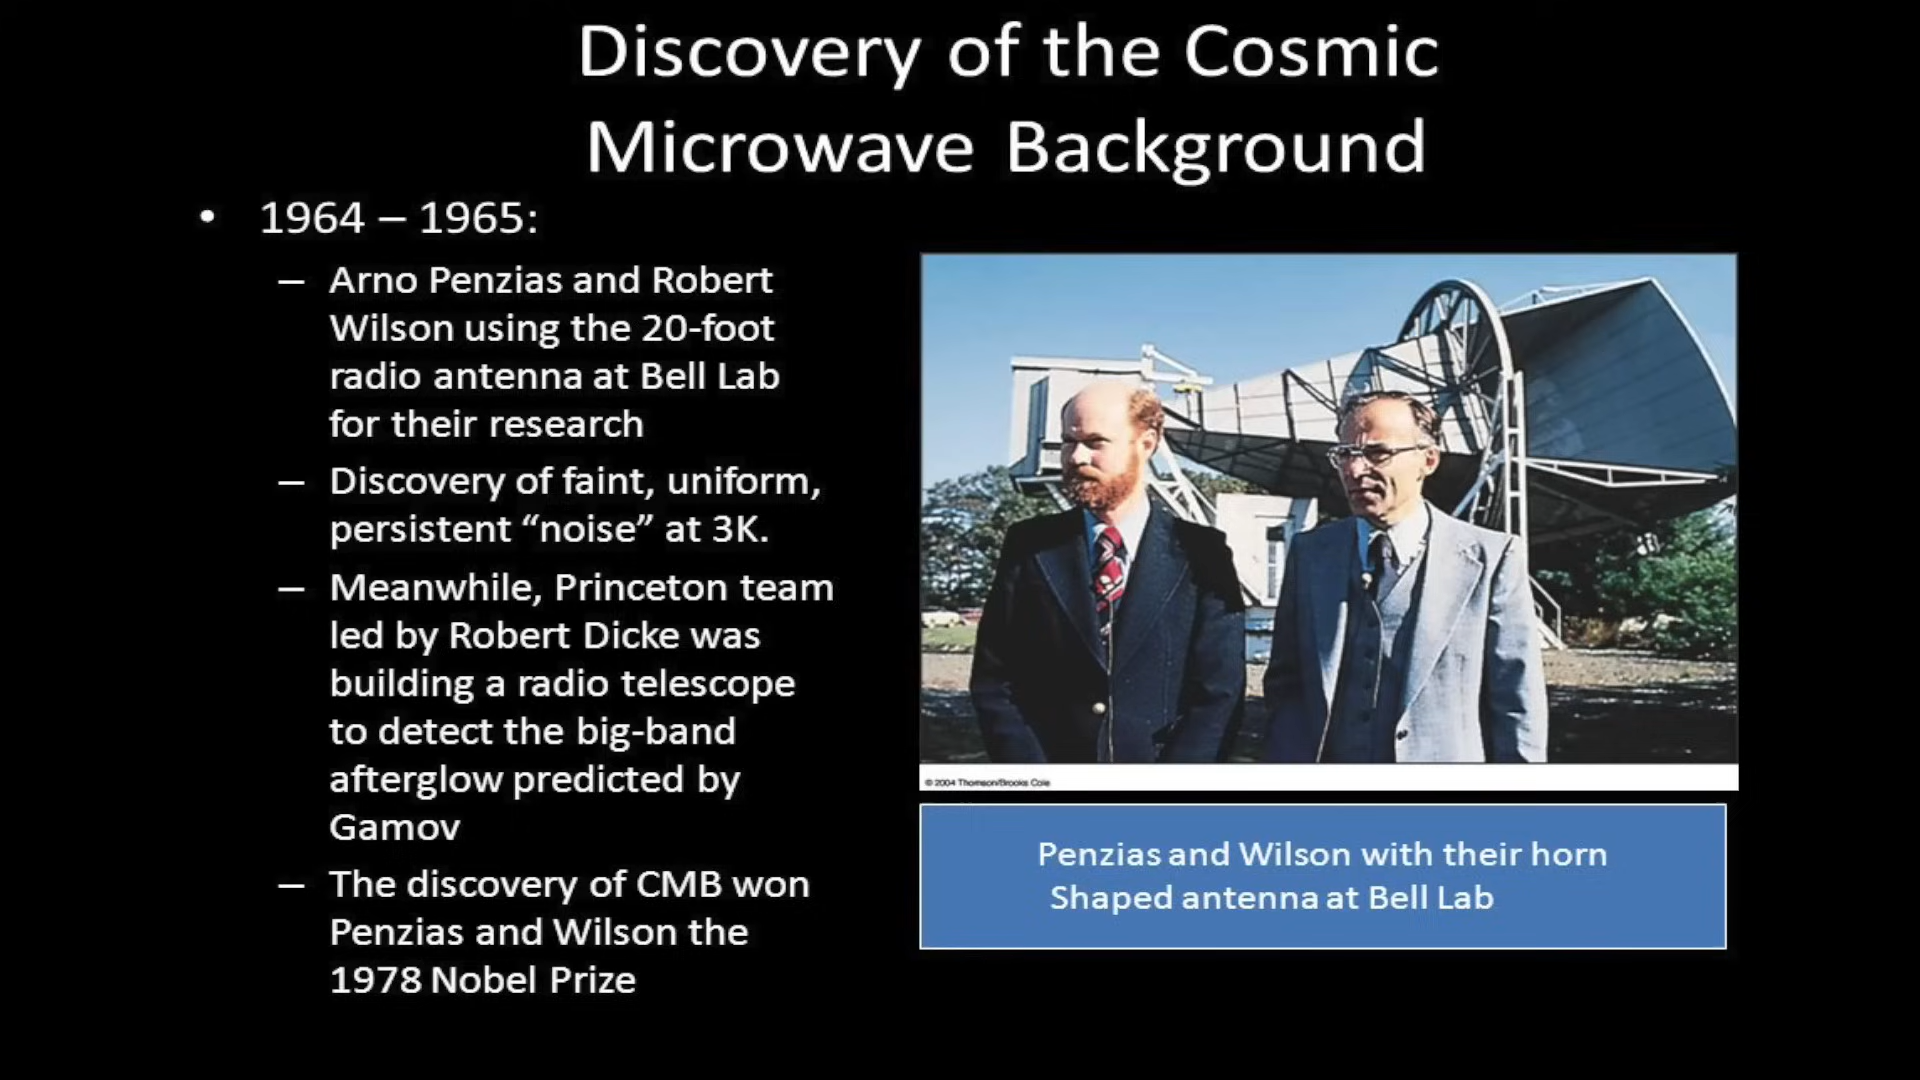 Discovery of the Cosmic
Microwave Background
• 1964 – 1965:
– Arno Penzias and Robert
Wilson using the 20-foot
radio antenna at Bell Lab
for their research
– Discovery of faint, uniform,
persistent “noise” at 3K.
– Meanwhile, Princeton team
led by Robert Dicke was
building a radio telescope
to detect the big-band
afterglow predicted by
Gamov
– The discovery of CMB won
Penzias and Wilson the
1978 Nobel Prize
© 2004 Thomson/Brooks Cole
Penzias and Wilson with their horn
Shaped antenna at Bell Lab